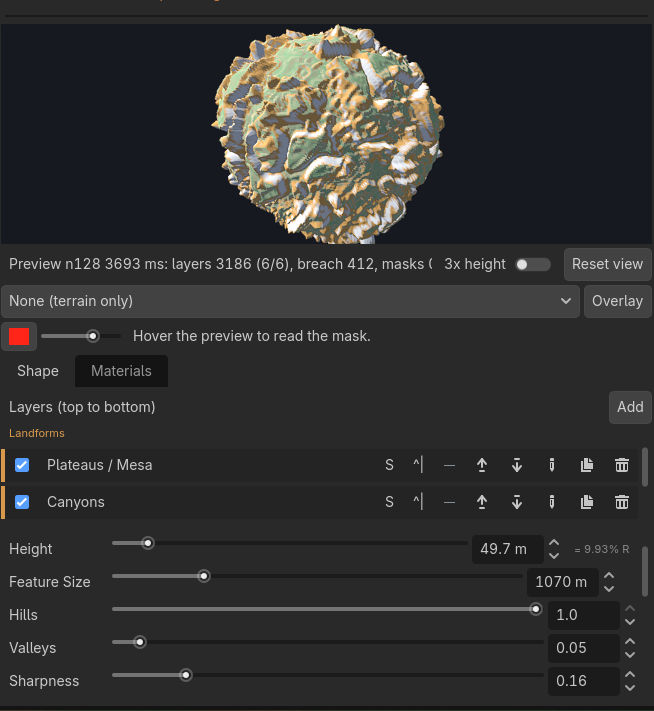 Preview n128 3693 ms: layers 3186 (6/6), breach 412, masks (
3x height
Reset view
None (terrain only)
Overlay
Hover the preview to read the mask.
Shape
Materials
Layers (top to bottom)
Add
Landforms
Plateaus / Mesa
S
Canyons
S
Height
49.7 m
= 9.93% R
Feature Size
1070 m
Hills
1.0
Valleys
0.05
Sharpness
0.16